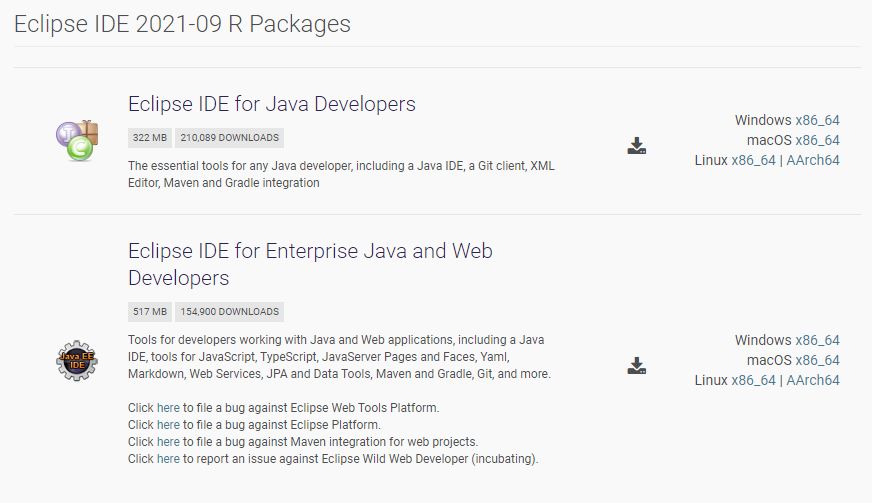 Eclipse IDE 2021-09 R Packages
Eclipse IDE for Java Developers
322 MB 210,089 DOWNLOADS
The essential tools for any Java developer, including a Java IDE, a Git client, XML
Editor, Maven and Gradle integration
J
C
Windows x86_64
macOS x86_64
Linux x86_64 | AArch64
Eclipse IDE for Enterprise Java and Web
Developers
517 MB 154,900 DOWNLOADS
Tools for developers working with Java and Web applications, including a Java
IDE, tools for JavaScript, TypeScript, JavaServer Pages and Faces, Yaml,
Markdown, Web Services, JPA and Data Tools, Maven and Gradle, Git, and more.
Click here to file a bug against Eclipse Web Tools Platform.
Click here to file a bug against Eclipse Platform.
Click here to file a bug against Maven integration for web projects.
Click here to report an issue against Eclipse Wild Web Developer (incubating).
Java EE
IDE
Windows x86_64
macOS x86_64
Linux x86_64 | AArch64